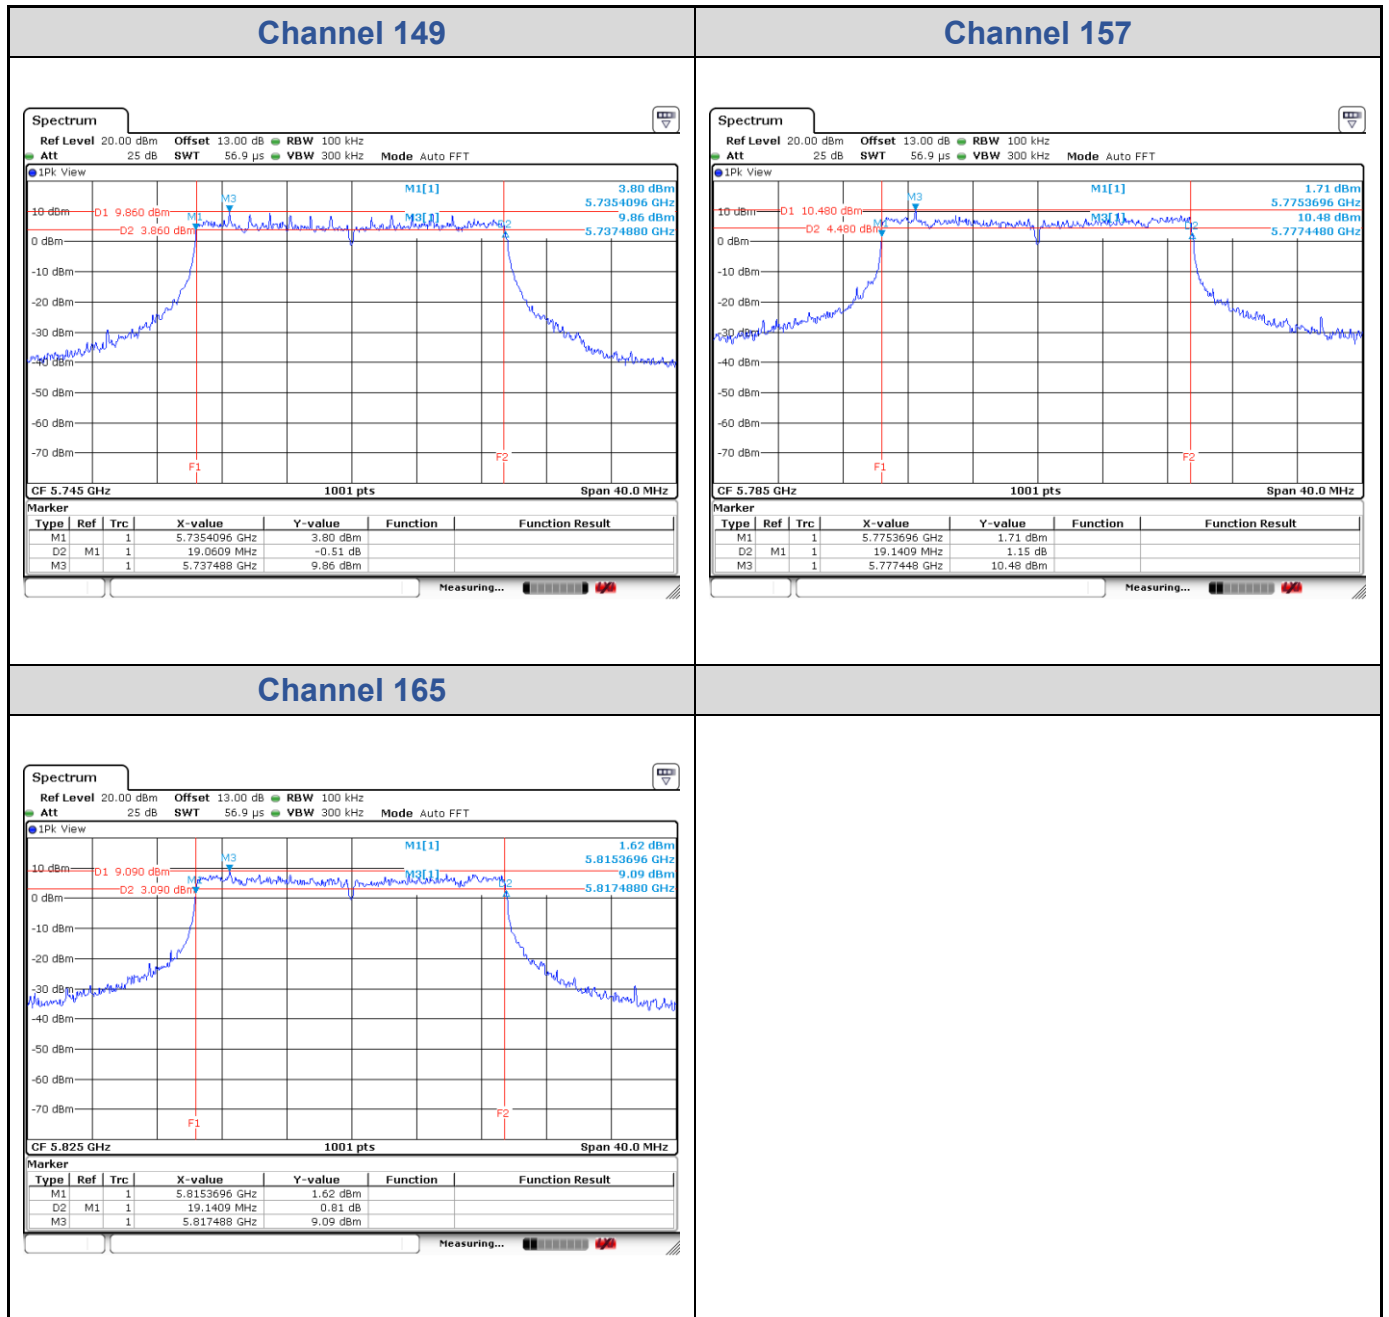 Channel 149
Spectrum
Ref Level 20.00 dBm Offset 13.00 dB RBW 100 kHz
Att 25 dB SWT 56.9 µs VBW 300 kHz Mode Auto FFT
1Pk View
M1[1] 3.80 dBm
5.7354096 GHz
M3[1] 9.86 dBm
5.7374880 GHz
M3
10 dBm
D1 9.860 dBm
M1
D2
D2 3.860 dBm
0 dBm
-10 dBm
-20 dBm
-30 dBm
-40 dBm
-50 dBm
-60 dBm
-70 dBm
F1
F2
CF 5.745 GHz 1001 pts Span 40.0 MHz
Marker
Type Ref Trc X-value Y-value Function Function Result
M1 1 5.7354096 GHz 3.80 dBm
D2 M1 1 19.0609 MHz -0.51 dB
M3 1 5.737488 GHz 9.86 dBm
Measuring...
Channel 157
Spectrum
Ref Level 20.00 dBm Offset 13.00 dB RBW 100 kHz
Att 25 dB SWT 56.9 µs VBW 300 kHz Mode Auto FFT
1Pk View
M1[1] 1.71 dBm
5.7753696 GHz
M3[1] 10.48 dBm
5.7774480 GHz
M3
10 dBm
D1 10.480 dBm
M1
D2
D2 4.480 dBm
0 dBm
-10 dBm
-20 dBm
-30 dBm
-40 dBm
-50 dBm
-60 dBm
-70 dBm
F1
F2
CF 5.785 GHz 1001 pts Span 40.0 MHz
Marker
Type Ref Trc X-value Y-value Function Function Result
M1 1 5.7753696 GHz 1.71 dBm
D2 M1 1 19.1409 MHz 1.15 dB
M3 1 5.777448 GHz 10.48 dBm
Measuring...
Channel 165
Spectrum
Ref Level 20.00 dBm Offset 13.00 dB RBW 100 kHz
Att 25 dB SWT 56.9 µs VBW 300 kHz Mode Auto FFT
1Pk View
M1[1] 1.62 dBm
5.8153696 GHz
M3[1] 9.09 dBm
5.8174880 GHz
M3
10 dBm
D1 9.090 dBm
M1
D2
D2 3.090 dBm
0 dBm
-10 dBm
-20 dBm
-30 dBm
-40 dBm
-50 dBm
-60 dBm
-70 dBm
F1
F2
CF 5.825 GHz 1001 pts Span 40.0 MHz
Marker
Type Ref Trc X-value Y-value Function Function Result
M1 1 5.8153696 GHz 1.62 dBm
D2 M1 1 19.1409 MHz 0.81 dB
M3 1 5.817488 GHz 9.09 dBm
Measuring...